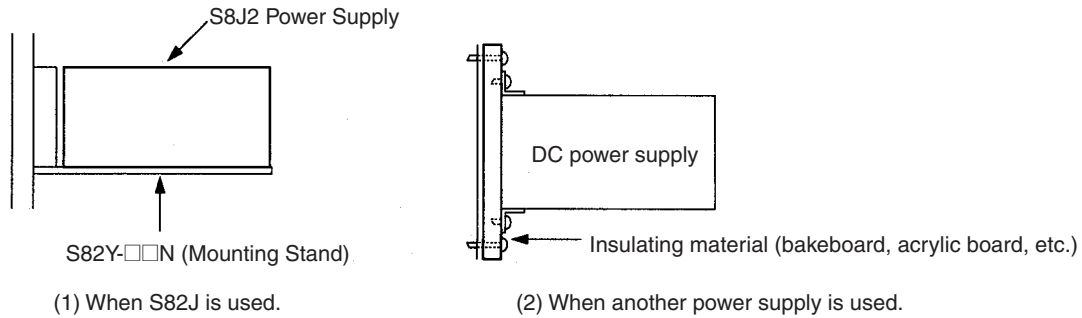 S8J2 Power Supply
DC power supply
S82Y-□□N (Mounting Stand)
Insulating material (bakeboard, acrylic board, etc.)
(1) When S82J is used.
(2) When another power supply is used.